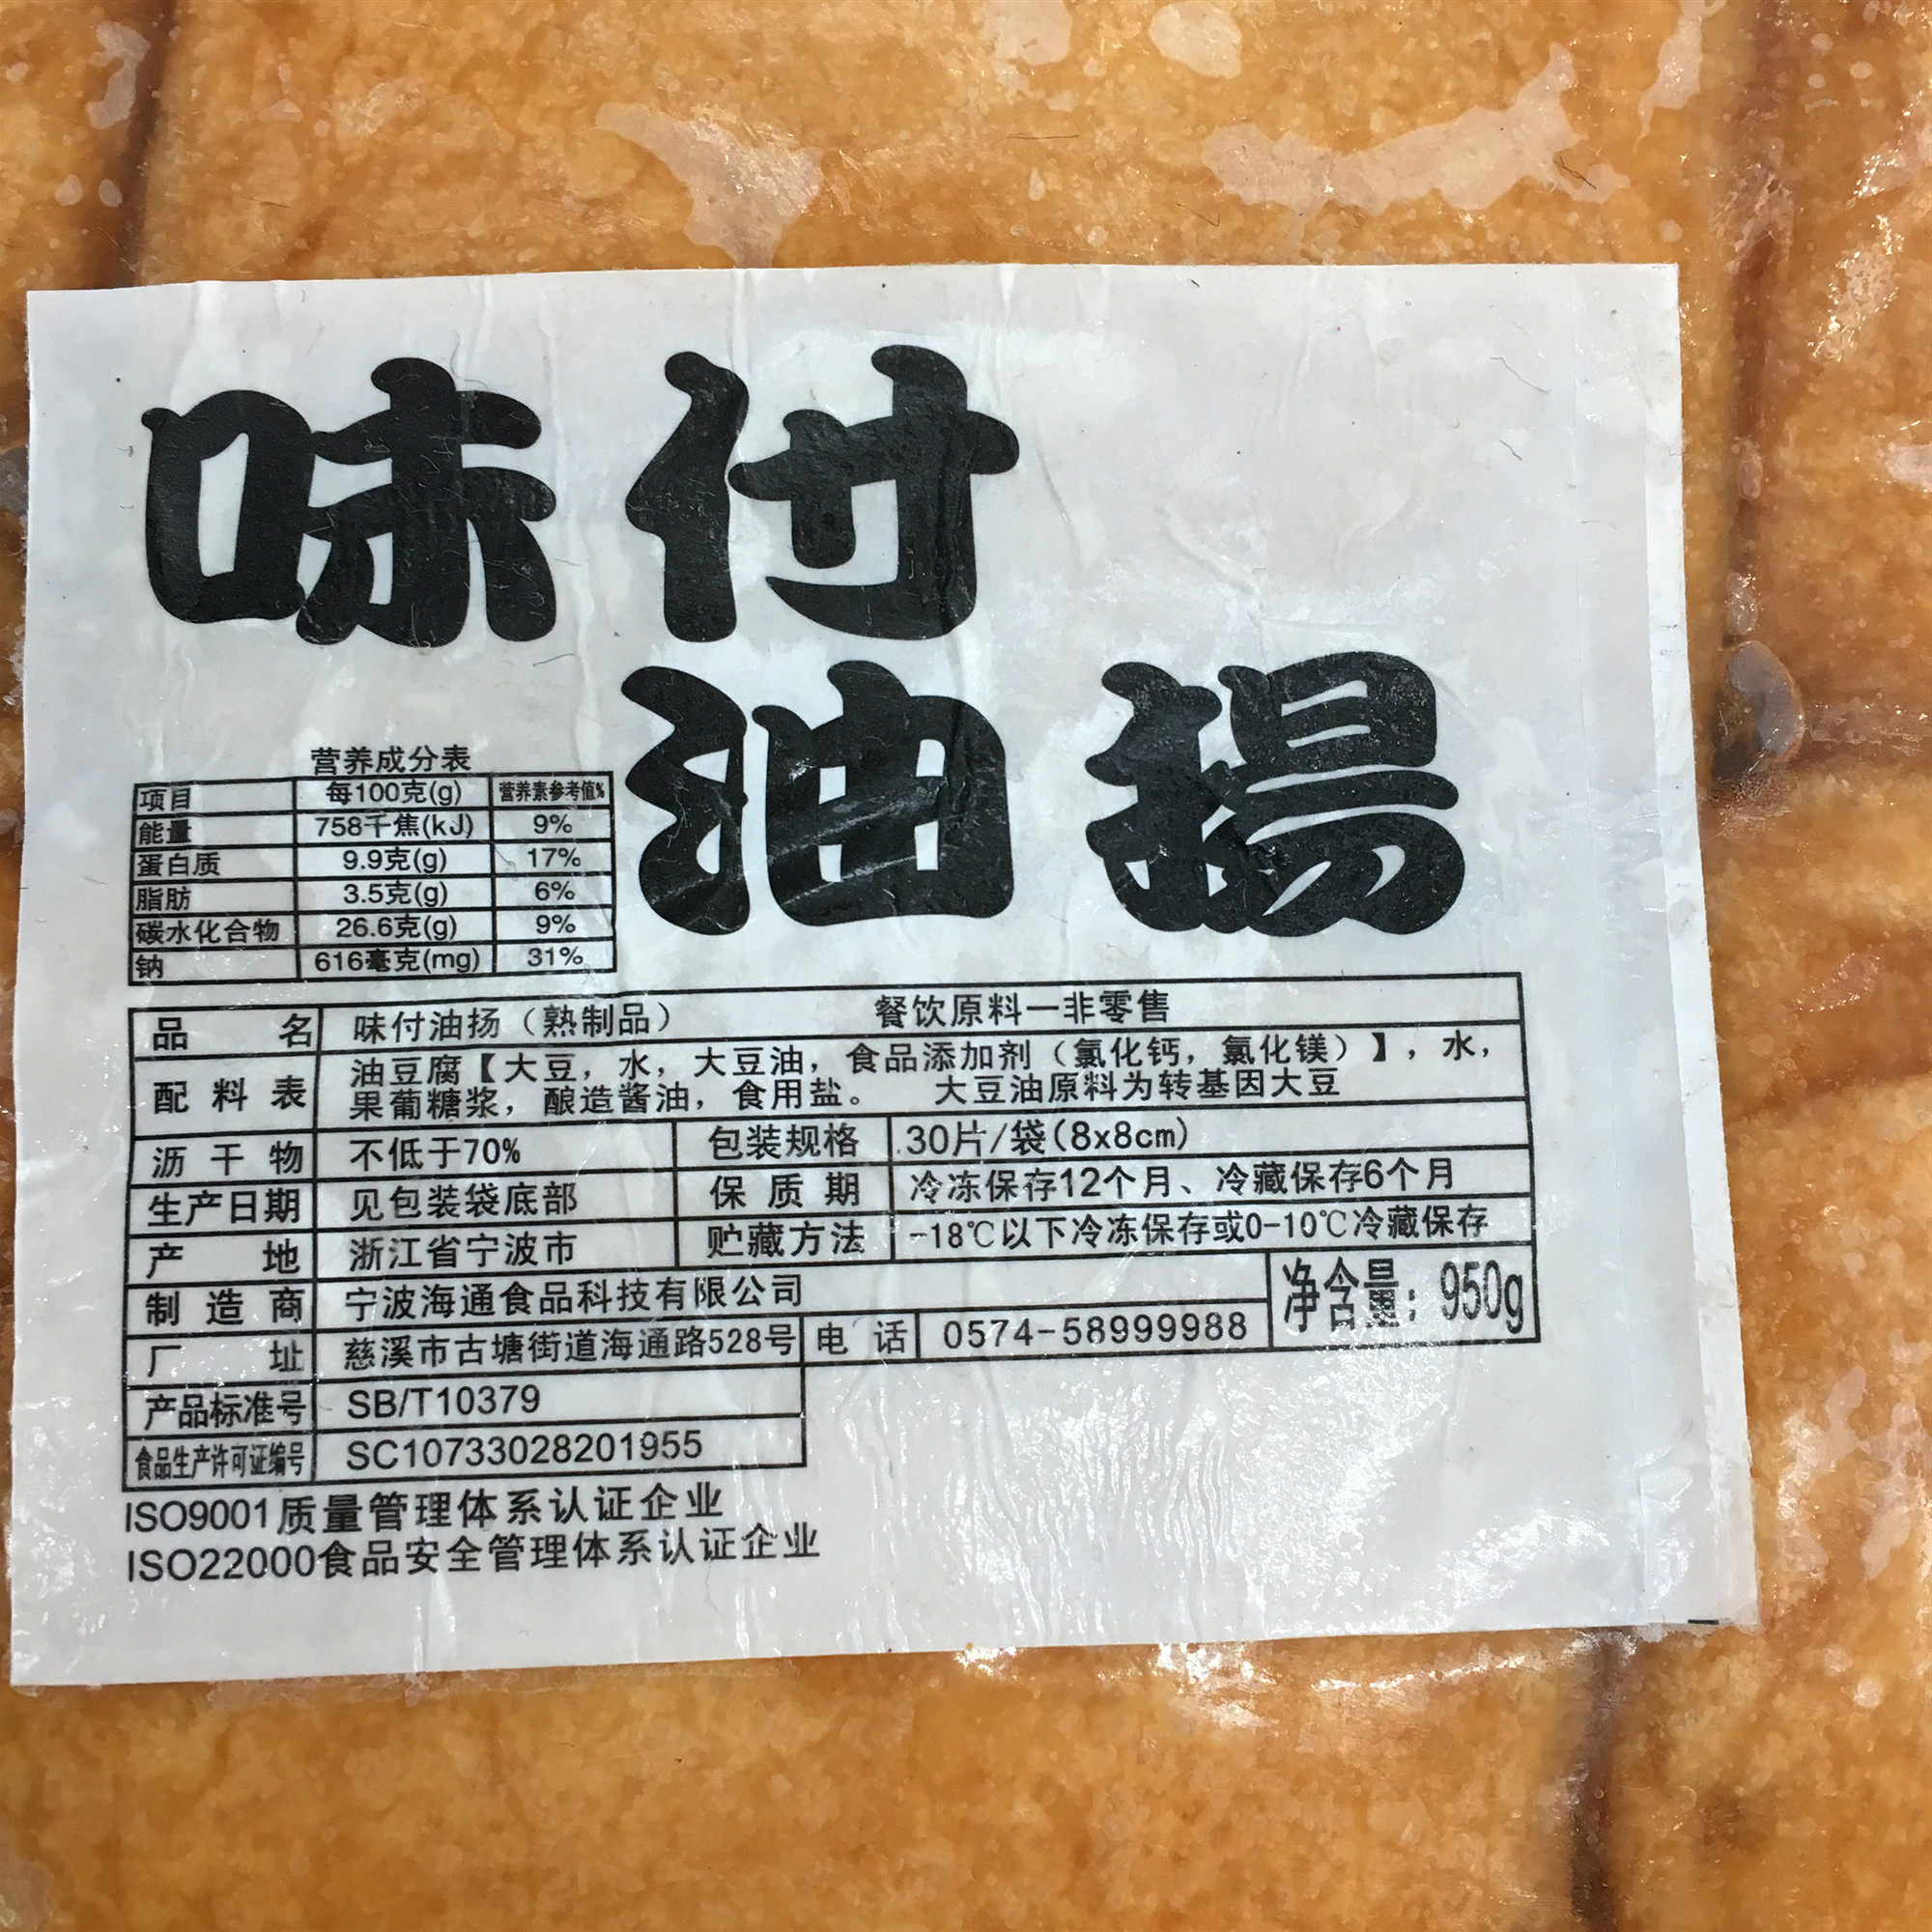 味付
油揚
营养成分表
项目 每100克(g) 营养素参考值%
能量 758千焦(kJ) 9%
蛋白质 9.9克(g) 17%
脂肪 3.5克(g) 6%
碳水化合物 26.6克(g) 9%
钠 616毫克(mg) 31%
品名 味付油扬（熟制品） 餐饮原料一非零售
配料表 油豆腐【大豆，水，大豆油，食品添加剂（氯化钙，氯化镁）】，水，
果葡糖浆，酿造酱油，食用盐。 大豆油原料为转基因大豆
沥干物 不低于70% 包装规格 30片/袋(8x8cm)
生产日期 见包装袋底部 保质期 冷冻保存12个月、冷藏保存6个月
产地 浙江省宁波市 贮藏方法 -18℃以下冷冻保存或0-10℃冷藏保存
制造商 宁波海通食品科技有限公司 净含量：950g
厂址 慈溪市古塘街道海通路528号 电话 0574-58999988
产品标准号 SB/T10379
食品生产许可证编号 SC10733028201955
ISO9001质量管理体系认证企业
ISO22000食品安全管理体系认证企业